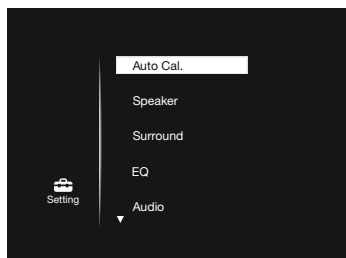 Auto Cal.
Speaker
Surround
EQ
Setting
Audio